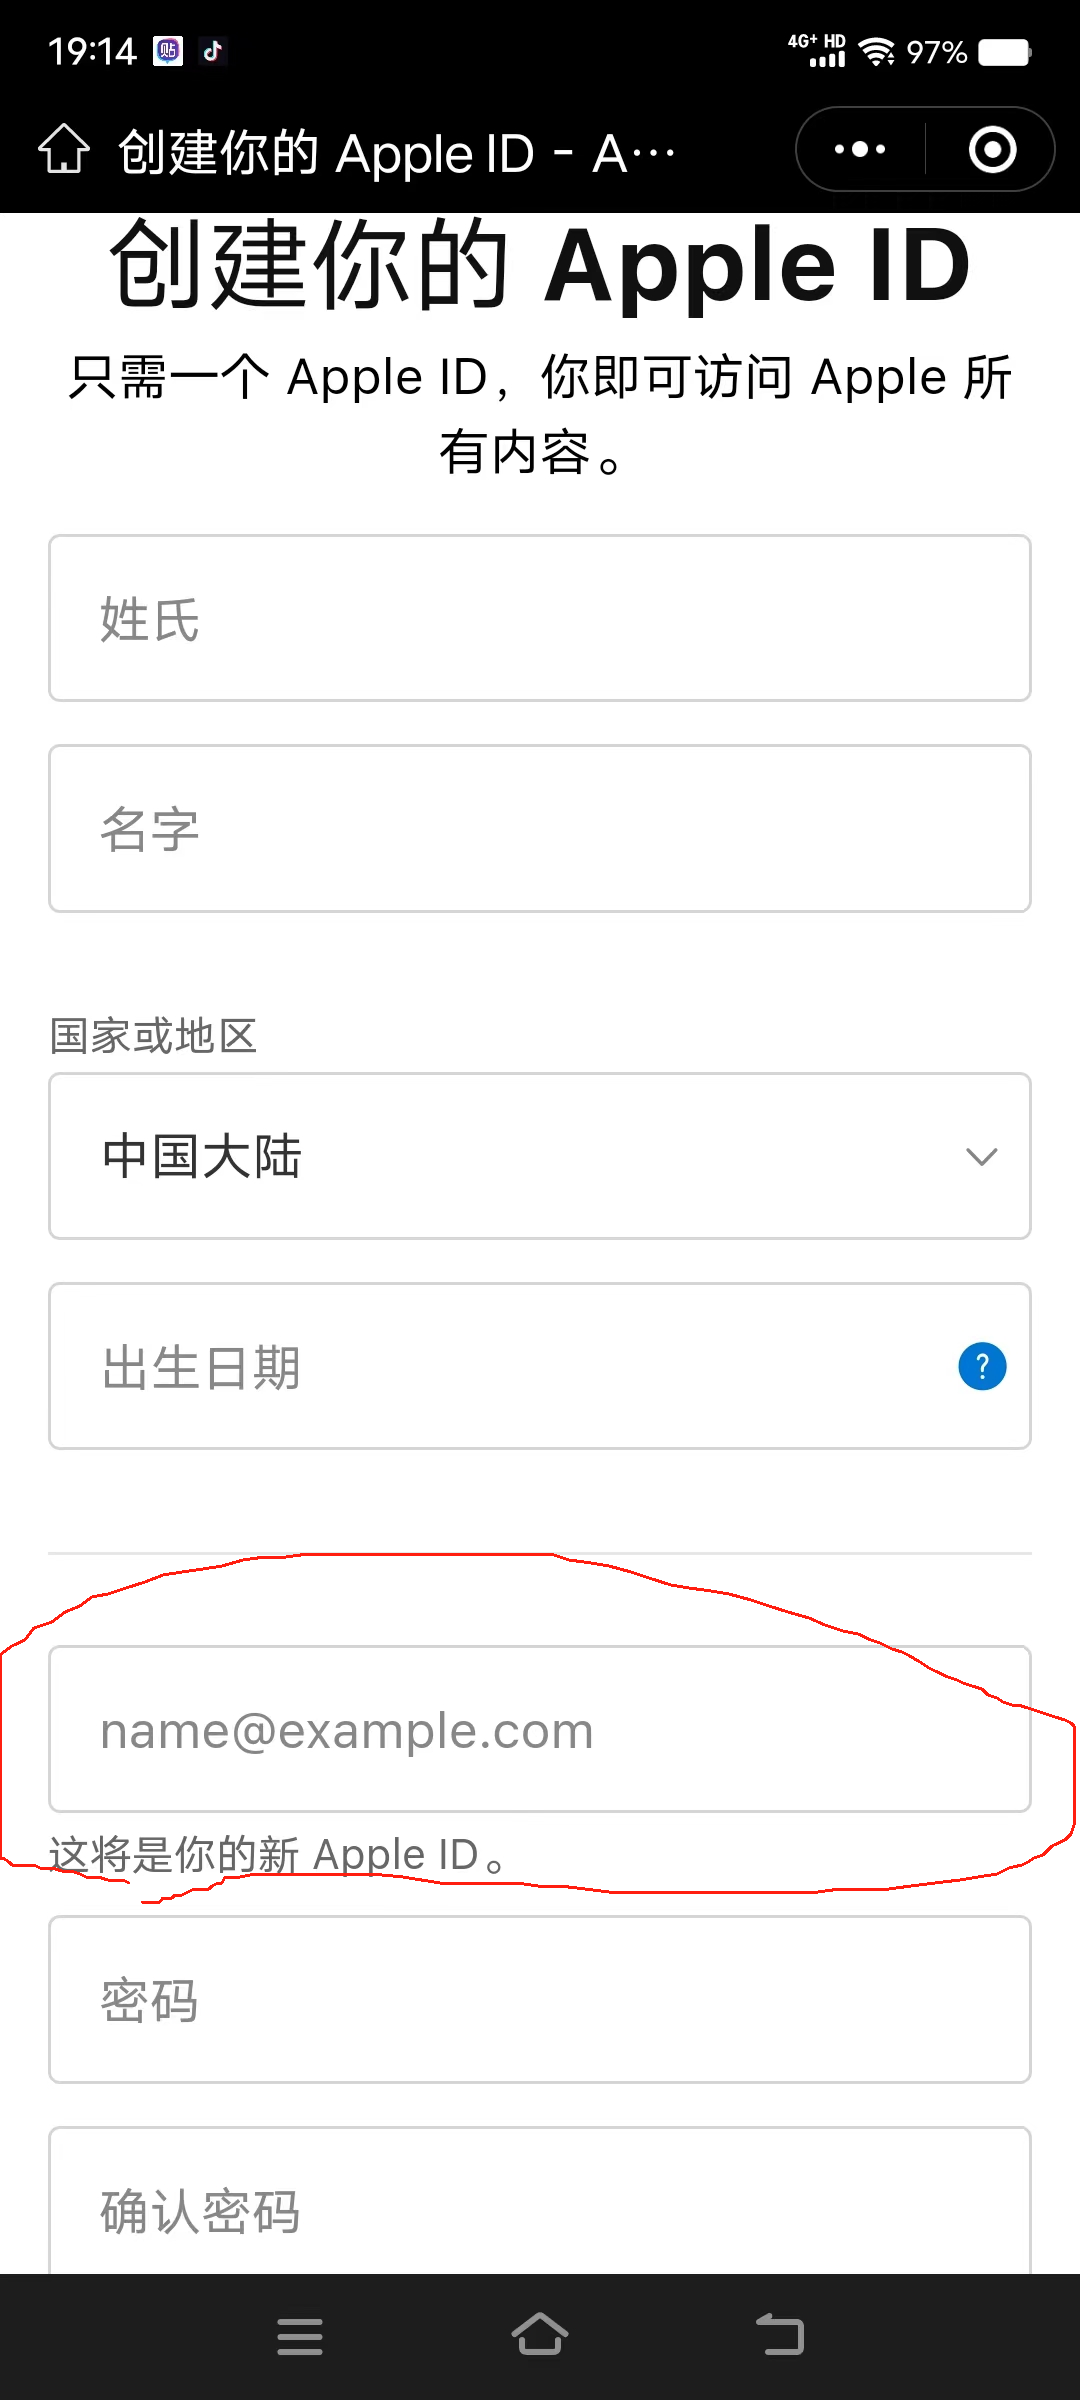 19:14 贴 4G+ HD 97%
创建你的 Apple ID - A…
创建你的 Apple ID
只需一个 Apple ID，你即可访问 Apple 所
有内容。
姓氏
名字
国家或地区
中国大陆
出生日期 ?
name@example.com
这将是你的新 Apple ID。
密码
确认密码